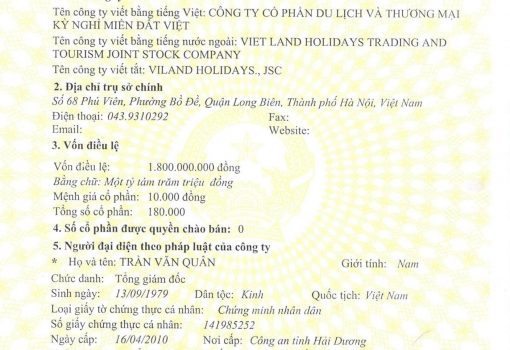 Tên công ty viết bằng tiếng Việt: CÔNG TY CỔ PHẦN DU LỊCH VÀ THƯƠNG MẠI
KỲ NGHỈ MIỀN ĐẤT VIỆT
Tên công ty viết bằng tiếng nước ngoài: VIET LAND HOLIDAYS TRADING AND
TOURISM JOINT STOCK COMPANY
Tên công ty viết tắt: VILAND HOLIDAYS., JSC
2. Địa chỉ trụ sở chính
Số 68 Phú Viên, Phường Bồ Đề, Quận Long Biên, Thành phố Hà Nội, Việt Nam
Điện thoại: 043.9310292 Fax:
Email: Website:
3. Vốn điều lệ
Vốn điều lệ: 1.800.000.000 đồng
Bằng chữ: Một tỷ tám trăm triệu đồng
Mệnh giá cổ phần: 10.000 đồng
Tổng số cổ phần: 180.000
4. Số cổ phần được quyền chào bán: 0
5. Người đại diện theo pháp luật của công ty
* Họ và tên: TRẦN VĂN QUÂN Giới tính: Nam
Chức danh: Tổng giám đốc
Sinh ngày: 13/09/1979 Dân tộc: Kinh Quốc tịch: Việt Nam
Loại giấy tờ chứng thực cá nhân: Chứng minh nhân dân
Số giấy chứng thực cá nhân: 141985252
Ngày cấp: 16/04/2010 Nơi cấp: Công an tỉnh Hải Dương